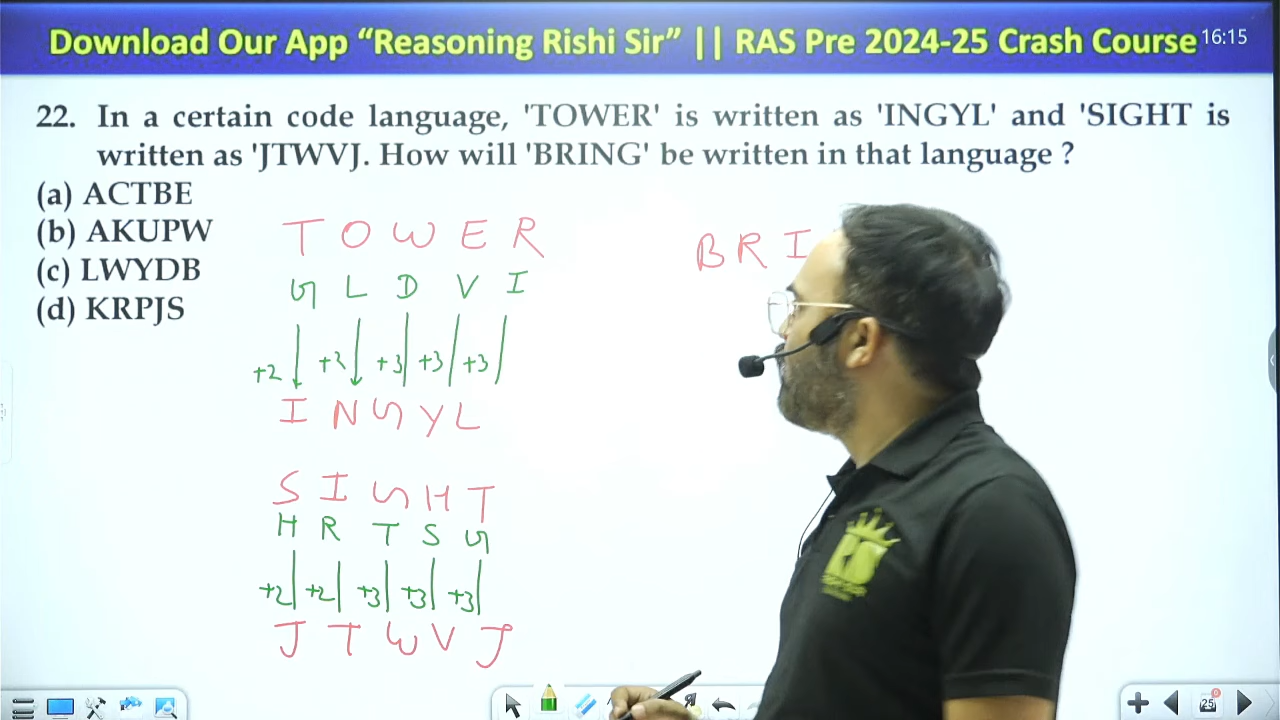 Download Our App “Reasoning Rishi Sir” || RAS Pre 2024-25 Crash Course 16:15
22. In a certain code language, 'TOWER' is written as 'INGYL' and 'SIGHT is
written as 'JTWVJ. How will 'BRING' be written in that language ?
(a) ACTBE
(b) AKUPW
(c) LWYDB
(d) KRPJS
T O W E R
G L D V I
+2 +2 +3 +3 +3
I N G Y L
S I G H T
H R T S G
+2 +2 +3 +3 +3
J T W V J
B R I
RS
25